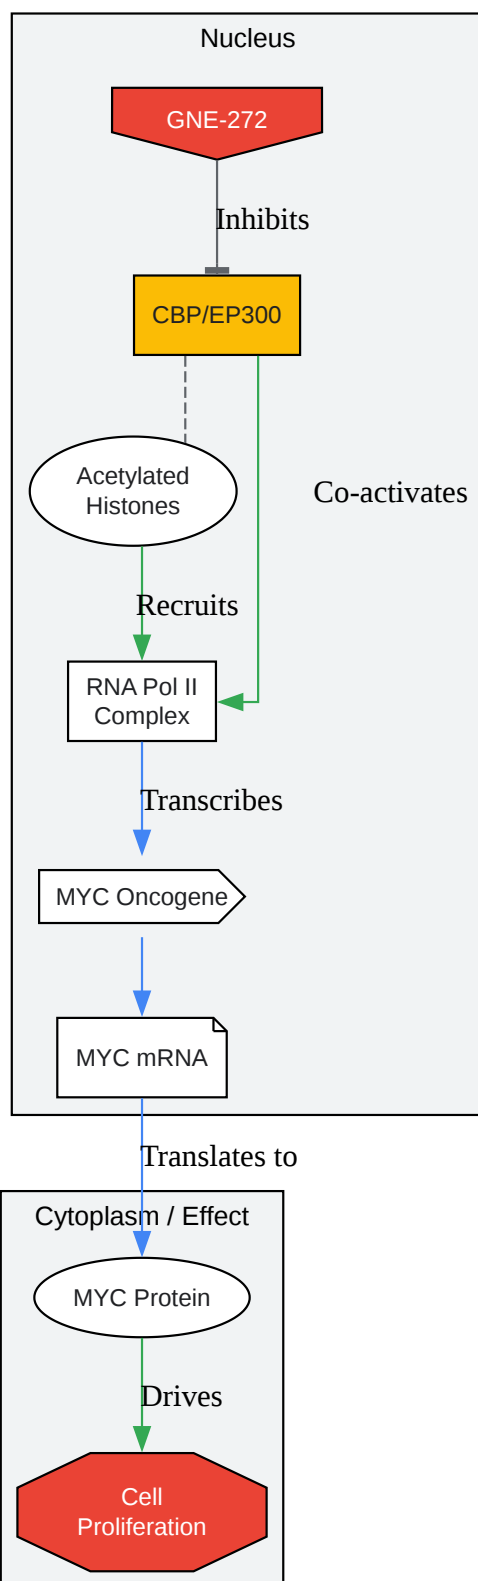 Nucleus
GNE-272
Inhibits
CBP/EP300
Acetylated
Histones
Co-activates
Recruits
RNA Pol II
Complex
Transcribes
MYC Oncogene
MYC mRNA
Translates to
Cytoplasm / Effect
MYC Protein
Drives
Cell
Proliferation